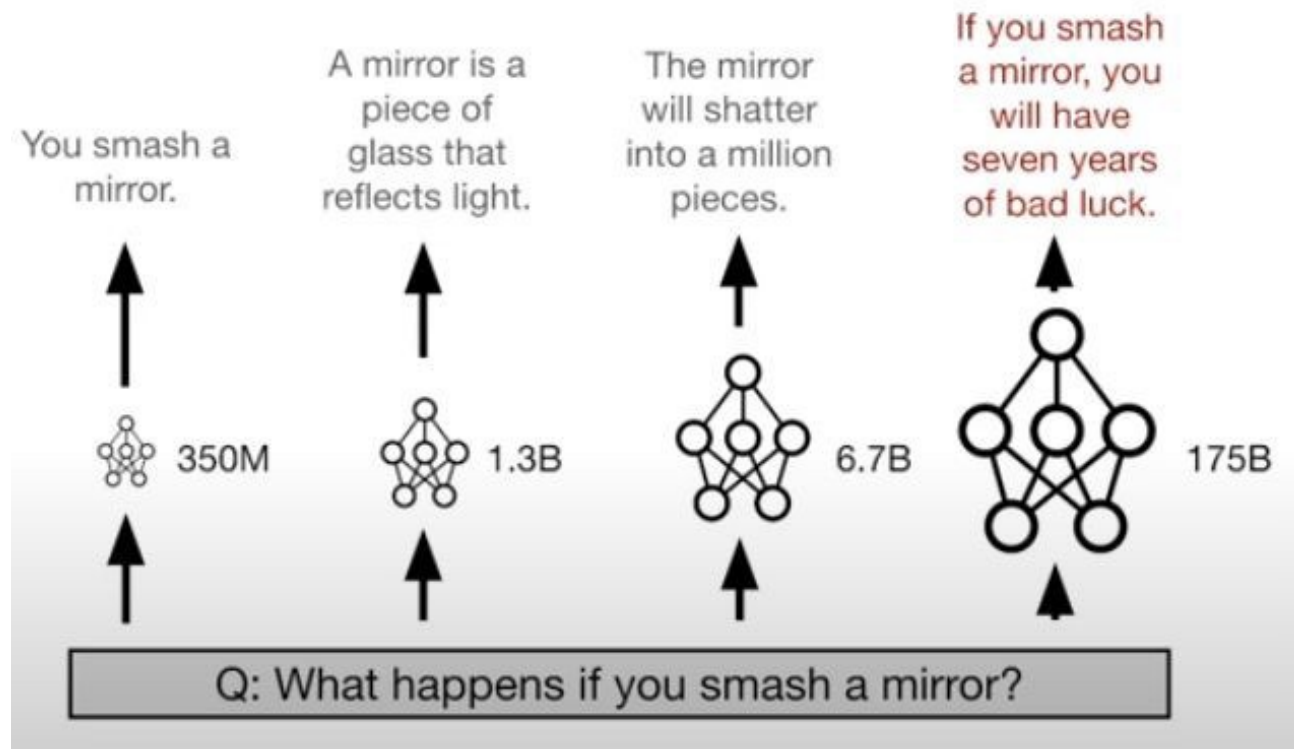 You smash a
mirror.
A mirror is a
piece of
glass that
reflects light.
The mirror
will shatter
into a million
pieces.
If you smash
a mirror, you
will have
seven years
of bad luck.
350M
1.3B
6.7B
175B
Q: What happens if you smash a mirror?